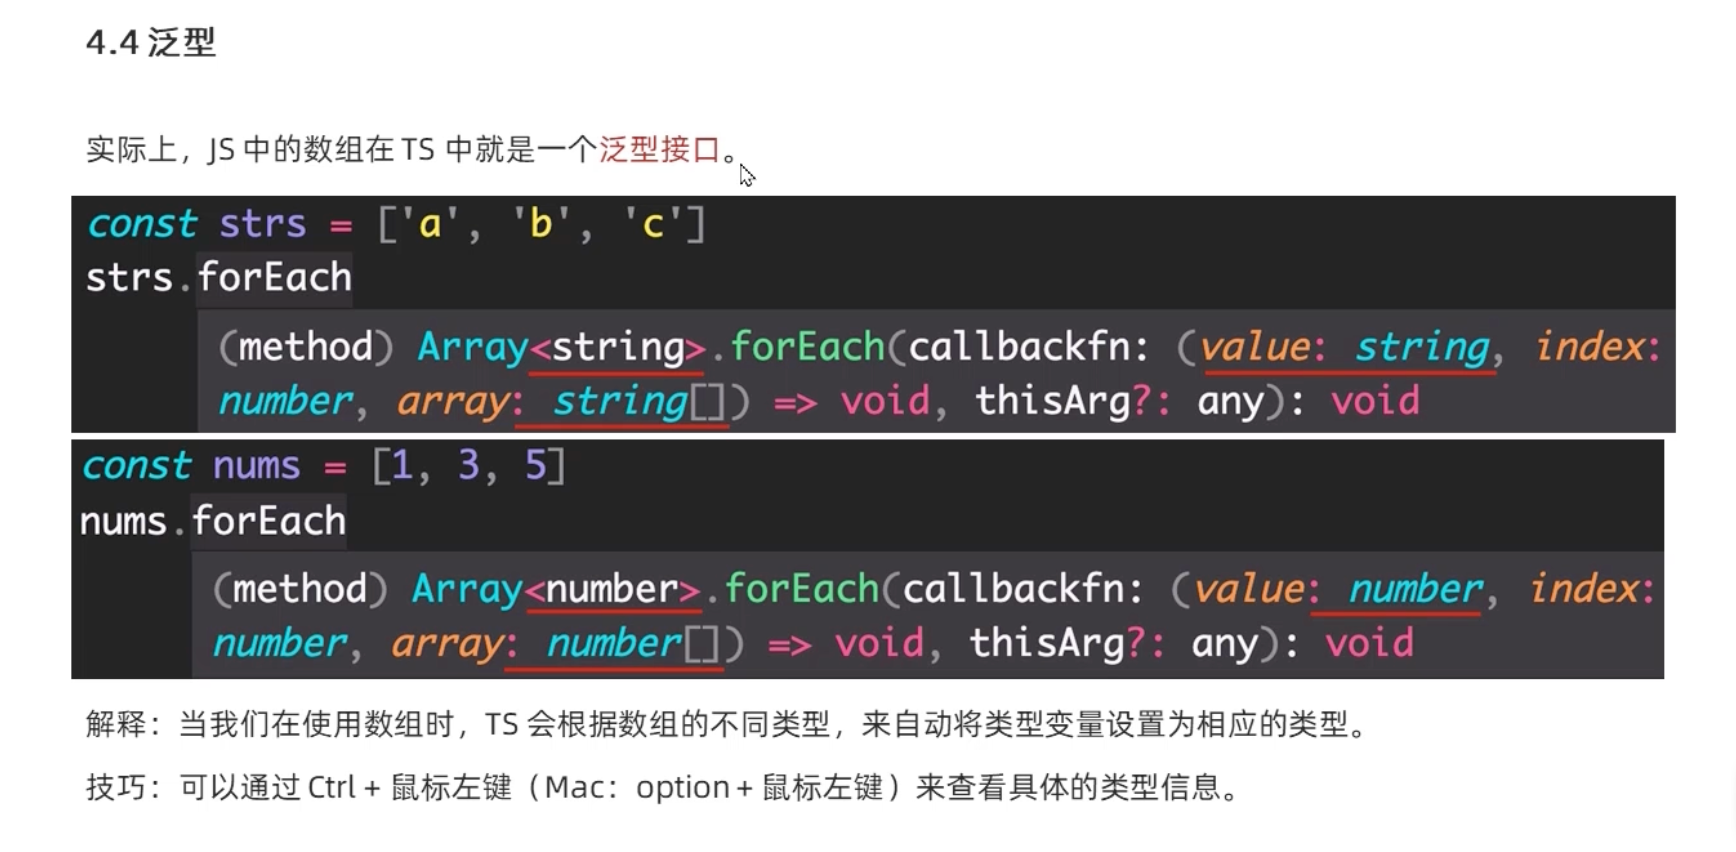 4.4 泛型
实际上，JS 中的数组在 TS 中就是一个泛型接口。
const strs = ['a', 'b', 'c']
strs.forEach
(method) Array<string>.forEach(callbackfn: (value: string, index:
number, array: string[]) => void, thisArg?: any): void
const nums = [1, 3, 5]
nums.forEach
(method) Array<number>.forEach(callbackfn: (value: number, index:
number, array: number[]) => void, thisArg?: any): void
解释：当我们在使用数组时，TS 会根据数组的不同类型，来自动将类型变量设置为相应的类型。
技巧：可以通过 Ctrl + 鼠标左键（Mac：option + 鼠标左键）来查看具体的类型信息。